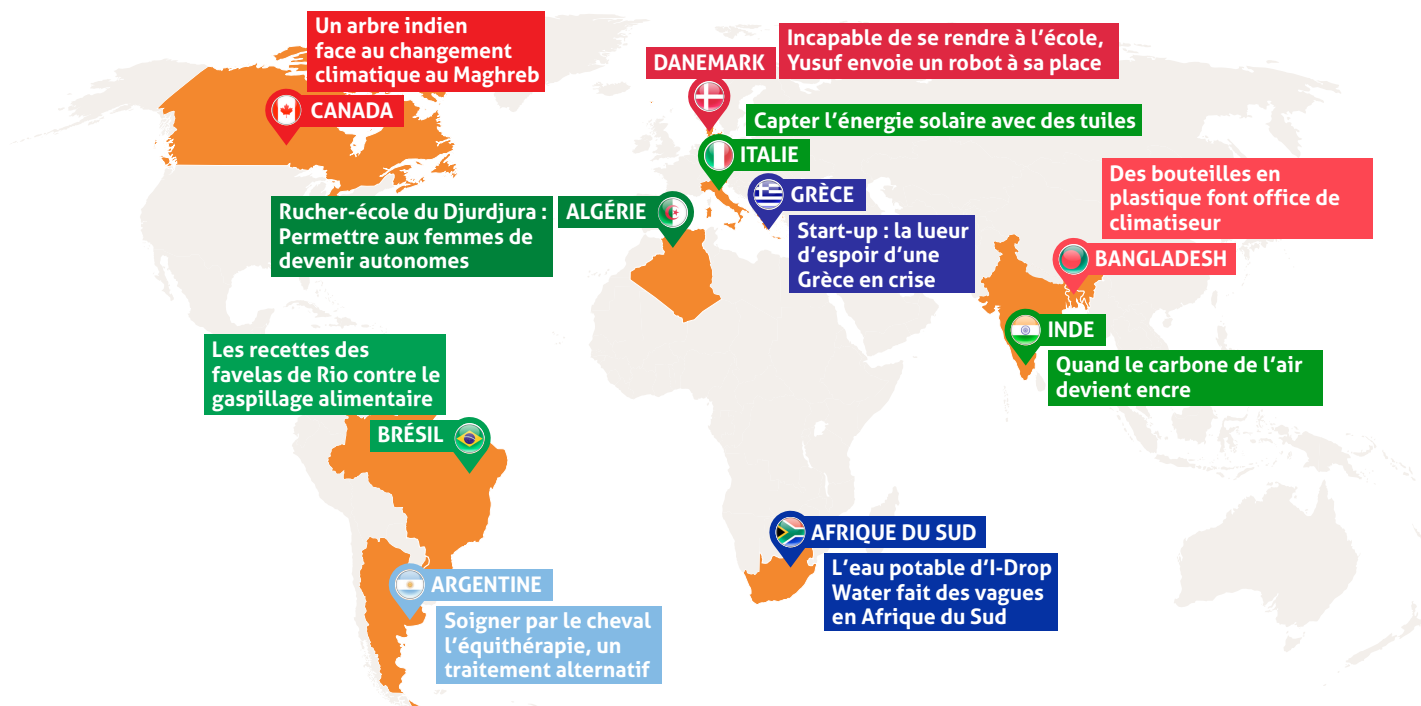 Un arbre indien
face au changement
climatique au Maghreb
CANADA
DANEMARK
Incapable de se rendre à l’école,
Yusuf envoie un robot à sa place
Capter l’énergie solaire avec des tuiles
ITALIE
GRÈCE
Start-up : la lueur
d’espoir d’une
Grèce en crise
Rucher-école du Djurdjura :
Permettre aux femmes de
devenir autonomes
ALGÉRIE
Des bouteilles en
plastique font office de
climatiseur
BANGLADESH
INDE
Quand le carbone de l’air
devient encre
Les recettes des
favelas de Rio contre le
gaspillage alimentaire
BRÉSIL
AFRIQUE DU SUD
L’eau potable d’I-Drop
Water fait des vagues
en Afrique du Sud
ARGENTINE
Soigner par le cheval
l’équithérapie, un
traitement alternatif